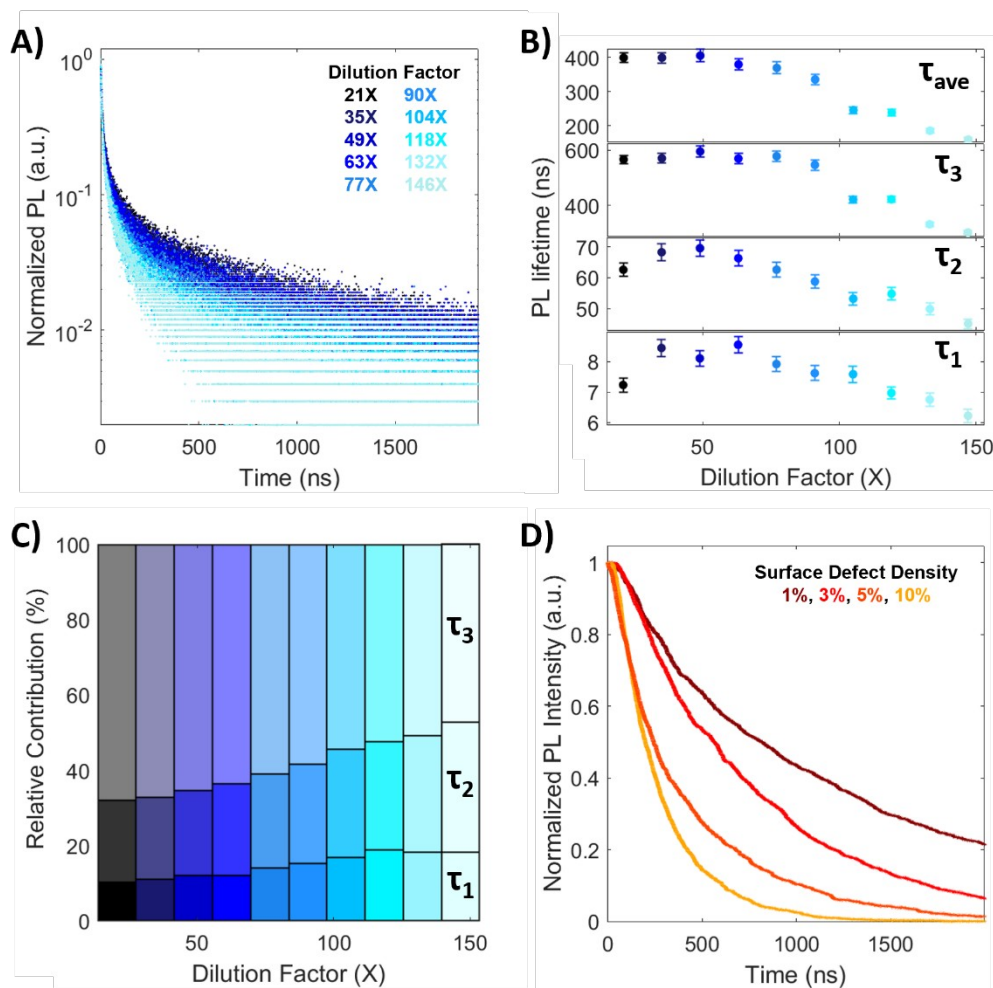 A)
Normalized PL (a.u.)
10^0
10^-1
10^-2
Dilution Factor
21X 90X
35X 104X
49X 118X
63X 132X
77X 146X
0 500 1000 1500
Time (ns)
B)
PL lifetime (ns)
400
300
200
τave
600
400
τ3
70
60
50
τ2
8
7
6
τ1
0 50 100 150
Dilution Factor (X)
C)
Relative Contribution (%)
100
80
60
40
20
0
τ3
τ2
τ1
50 100 150
Dilution Factor (X)
D)
Normalized PL Intensity (a.u.)
1
0.8
0.6
0.4
0.2
0
Surface Defect Density
1%, 3%, 5%, 10%
0 500 1000 1500
Time (ns)